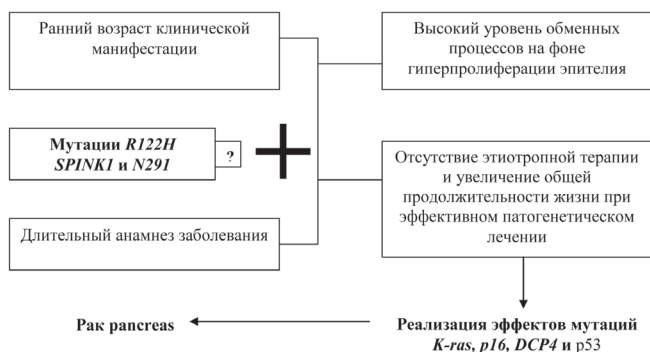 Ранний возраст клинической
манифестации
Высокий уровень обменных
процессов на фоне
гиперпролиферации эпителия
Мутации R122H
SPINK1 и N291
?
Отсутствие этиотропной терапии
и увеличение общей
продолжительности жизни при
эффективном патогенетическом
лечении
Длительный анамнез заболевания
Рак pancreas
Реализация эффектов мутаций
K-ras, p16, DCP4 и p53